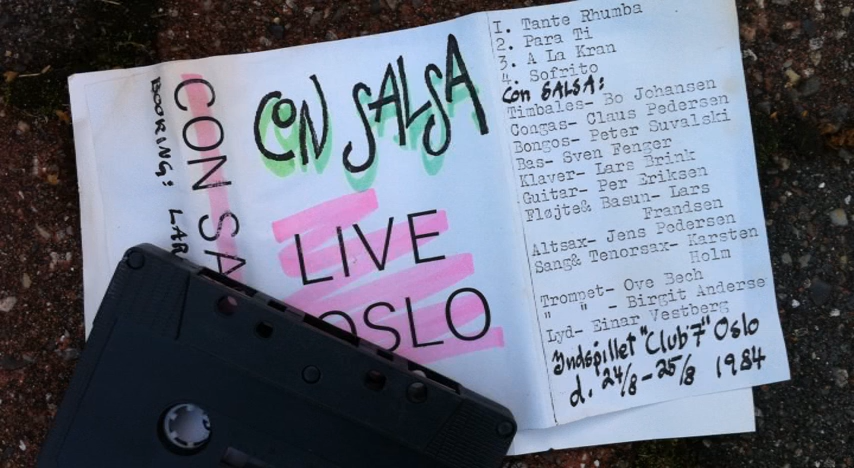 CON SA
BOOKING: LAR
CON SALSA
LIVE
OSLO
1. Tante Rhumba
2. Para Ti
3. A La Kran
4. Sofrito
Con SALSA:
Timbales- Bo Johansen
Congas- Claus Pedersen
Bongos- Peter Suvalski
Bas- Sven Fenger
Klaver- Lars Brink
Guitar- Per Eriksen
Fløjte& Basun- Lars
Frandsen
Altsax- Jens Pedersen
Sang& Tenorsax- Karsten
Holm
Trompet- Ove Bech
" " - Birgit Anderse
Lyd- Einar Vestberg
Indspillet "Club 7" Oslo
d. 24/8-25/8 1984